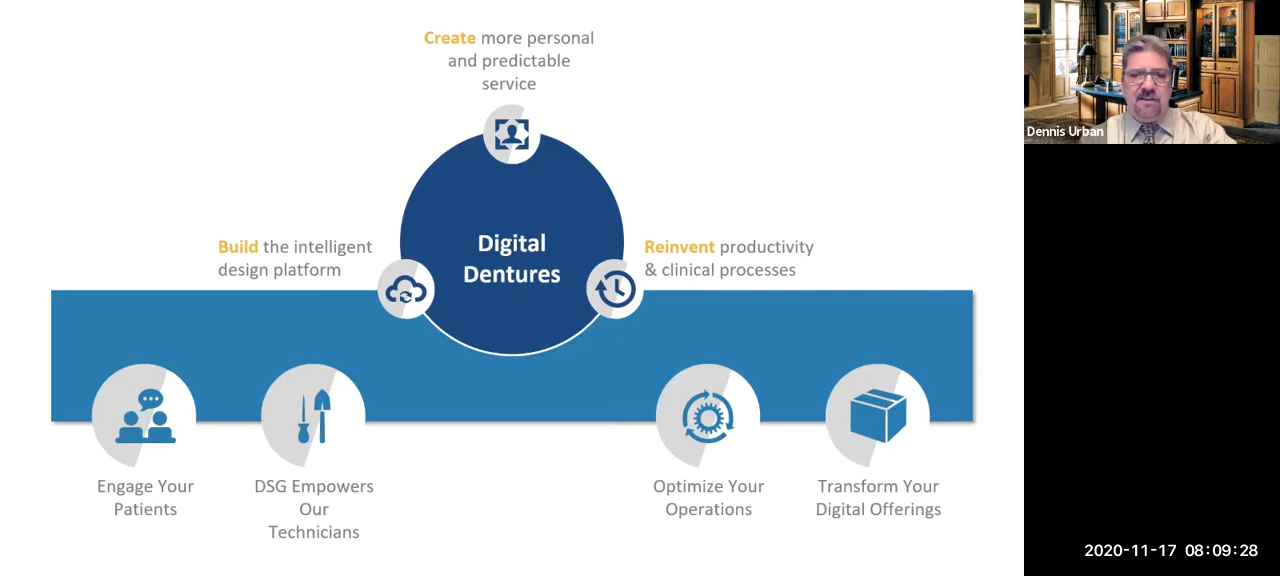 Create more personal
and predictable
service
Build the intelligent
design platform
Digital
Dentures
Reinvent productivity
& clinical processes
Engage Your
Patients
DSG Empowers
Our
Technicians
Optimize Your
Operations
Transform Your
Digital Offerings
Dennis Urban
2020-11-17 08:09:28